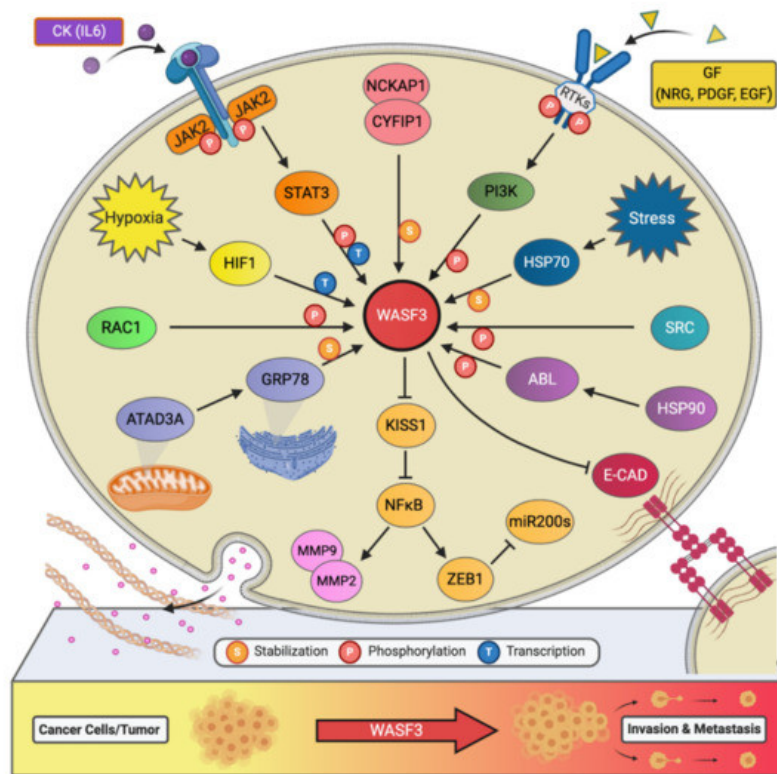 CK (IL6)
JAK2
JAK2
P
P
NCKAP1
CYFIP1
RTKs
P
P
GF
(NRG, PDGF, EGF)
STAT3
PI3K
Hypoxia
Stress
HIF1
HSP70
P
T
S
P
T
S
RAC1
P
WASF3
P
SRC
S
P
GRP78
ABL
ATAD3A
HSP90
KISS1
E-CAD
NFκB
miR200s
MMP9
MMP2
ZEB1
S Stabilization
P Phosphorylation
T Transcription
Cancer Cells/Tumor
WASF3
Invasion & Metastasis